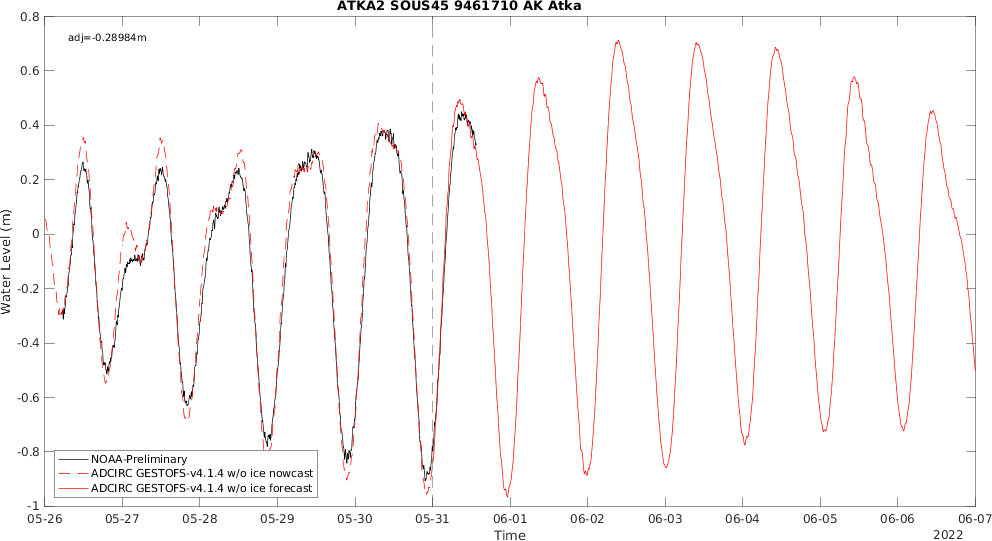 ATKA2 SOUS45 9461710 AK Atka
adj=-0.28984m
0.8
0.6
0.4
0.2
0
-0.2
-0.4
-0.6
-0.8
-1
Water Level (m)
NOAA-Preliminary
ADCIRC GESTOFS-v4.1.4 w/o ice nowcast
ADCIRC GESTOFS-v4.1.4 w/o ice forecast
05-26 05-27 05-28 05-29 05-30 05-31 06-01 06-02 06-03 06-04 06-05 06-06 06-07
Time
2022